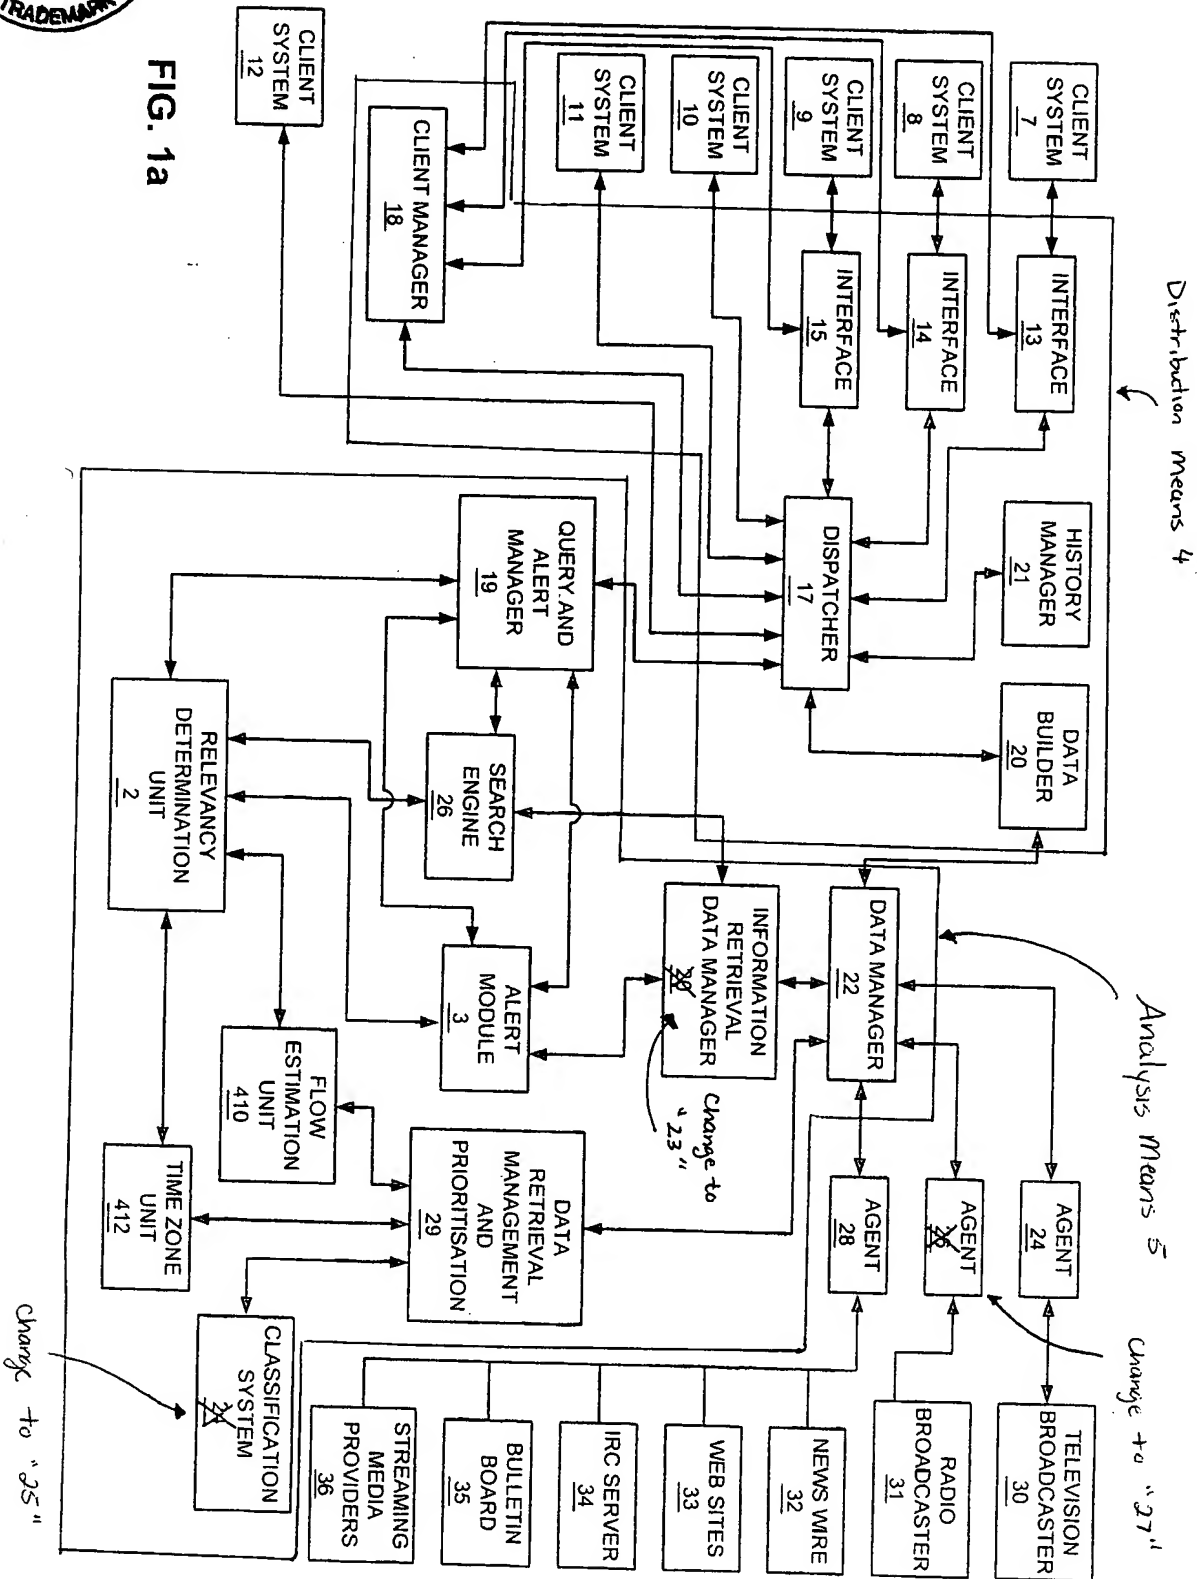 TRADEMARK
FIG. 1a
Distribution means 4
Analysis Means 5
CLIENT
SYSTEM
7
CLIENT
SYSTEM
8
CLIENT
SYSTEM
9
CLIENT
SYSTEM
10
CLIENT
SYSTEM
11
CLIENT
SYSTEM
12
INTERFACE
13
INTERFACE
14
INTERFACE
15
CLIENT MANAGER
18
HISTORY
MANAGER
21
DISPATCHER
17
DATA
BUILDER
20
QUERY.AND
ALERT
MANAGER
19
SEARCH
ENGINE
26
RELEVANCY
DETERMINATION
UNIT
2
DATA MANAGER
22
INFORMATION
RETRIEVAL
DATA MANAGER
20
change to
"23"
ALERT
MODULE
3
FLOW
ESTIMATION
UNIT
410
TIME ZONE
UNIT
412
DATA
RETRIEVAL
MANAGEMENT
AND
PRIORITISATION
29
AGENT
24
AGENT
26
change to "27"
AGENT
28
CLASSIFICATION
SYSTEM
24
change to "25"
TELEVISION
BROADCASTER
30
RADIO
BROADCASTER
31
NEWS WIRE
32
WEB SITES
33
IRC SERVER
34
BULLETIN
BOARD
35
STREAMING
MEDIA
PROVIDERS
36